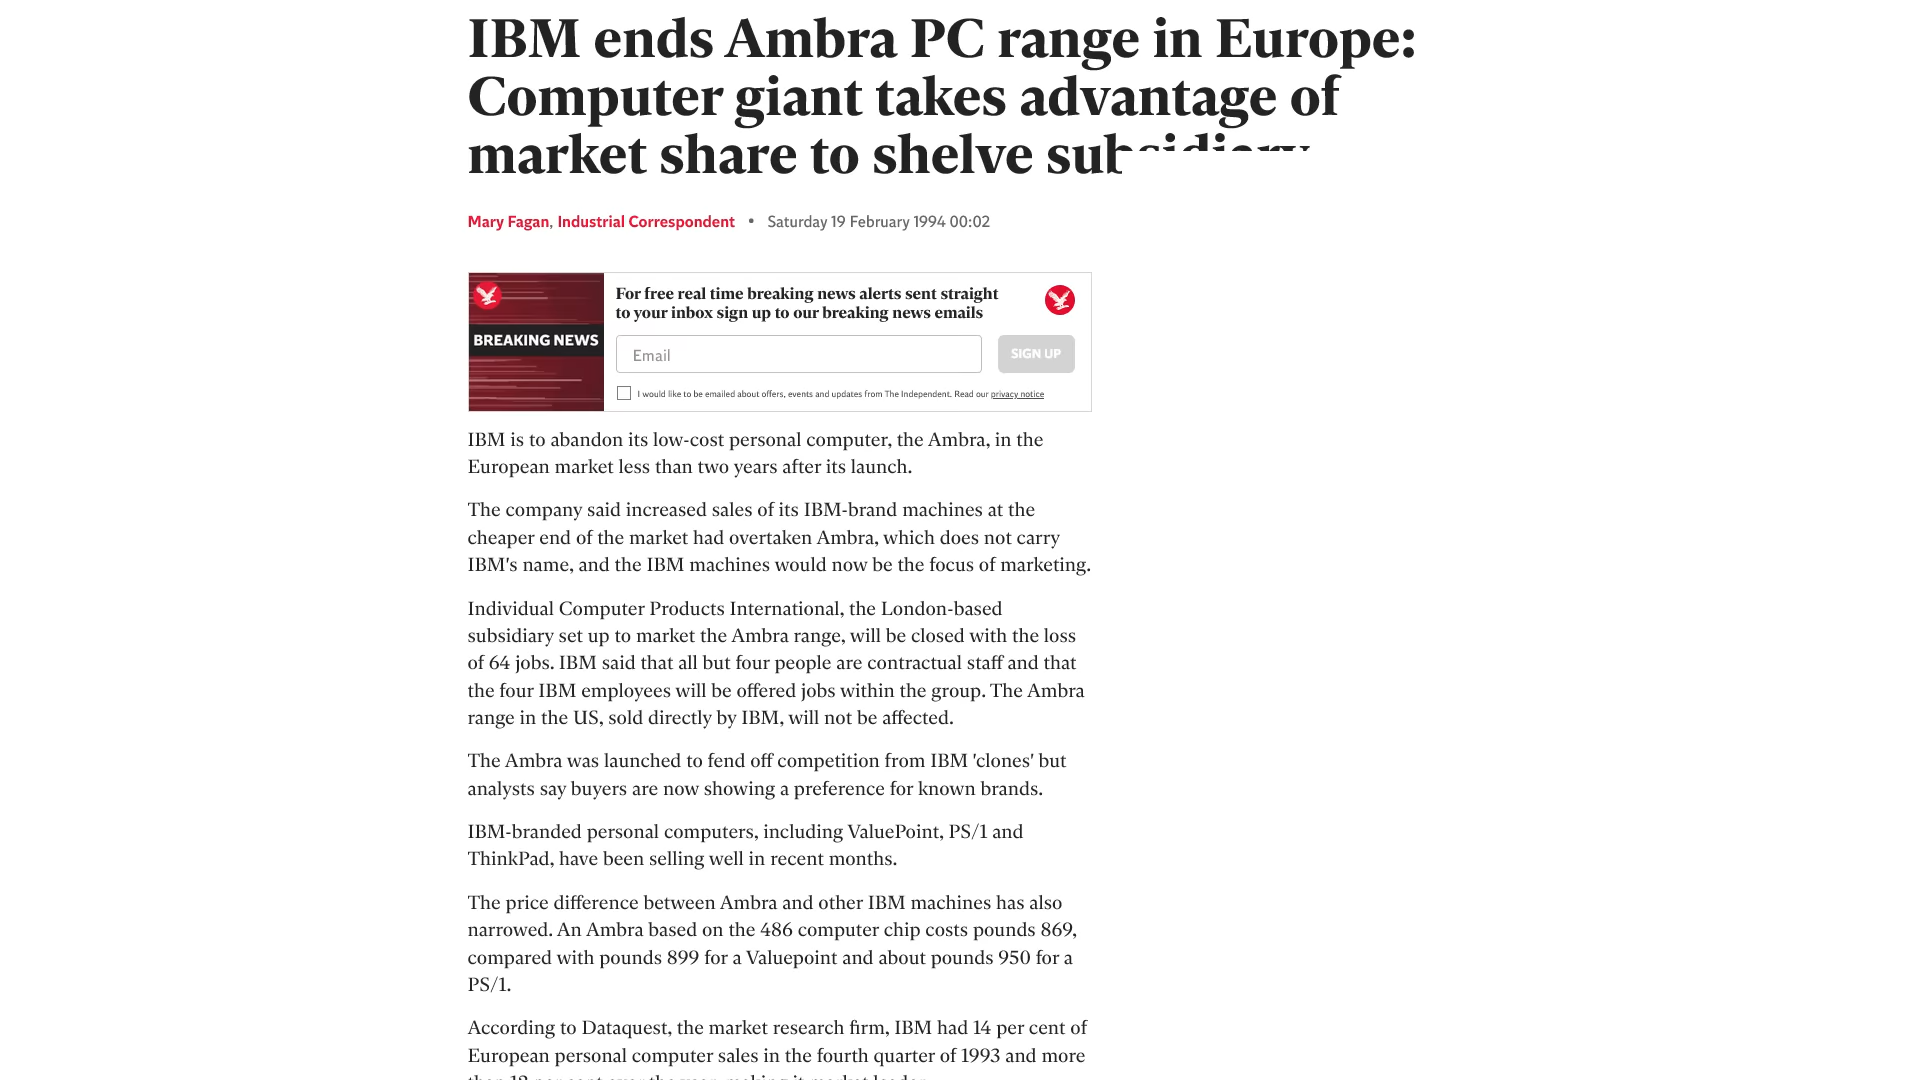 IBM ends Ambra PC range in Europe:
Computer giant takes advantage of
market share to shelve subsidiary
Mary Fagan, Industrial Correspondent • Saturday 19 February 1994 00:02
BREAKING NEWS
For free real time breaking news alerts sent straight
to your inbox sign up to our breaking news emails
Email
SIGN UP
I would like to be emailed about offers, events and updates from The Independent. Read our privacy notice
IBM is to abandon its low-cost personal computer, the Ambra, in the
European market less than two years after its launch.
The company said increased sales of its IBM-brand machines at the
cheaper end of the market had overtaken Ambra, which does not carry
IBM's name, and the IBM machines would now be the focus of marketing.
Individual Computer Products International, the London-based
subsidiary set up to market the Ambra range, will be closed with the loss
of 64 jobs. IBM said that all but four people are contractual staff and that
the four IBM employees will be offered jobs within the group. The Ambra
range in the US, sold directly by IBM, will not be affected.
The Ambra was launched to fend off competition from IBM 'clones' but
analysts say buyers are now showing a preference for known brands.
IBM-branded personal computers, including ValuePoint, PS/1 and
ThinkPad, have been selling well in recent months.
The price difference between Ambra and other IBM machines has also
narrowed. An Ambra based on the 486 computer chip costs pounds 869,
compared with pounds 899 for a Valuepoint and about pounds 950 for a
PS/1.
According to Dataquest, the market research firm, IBM had 14 per cent of
European personal computer sales in the fourth quarter of 1993 and more